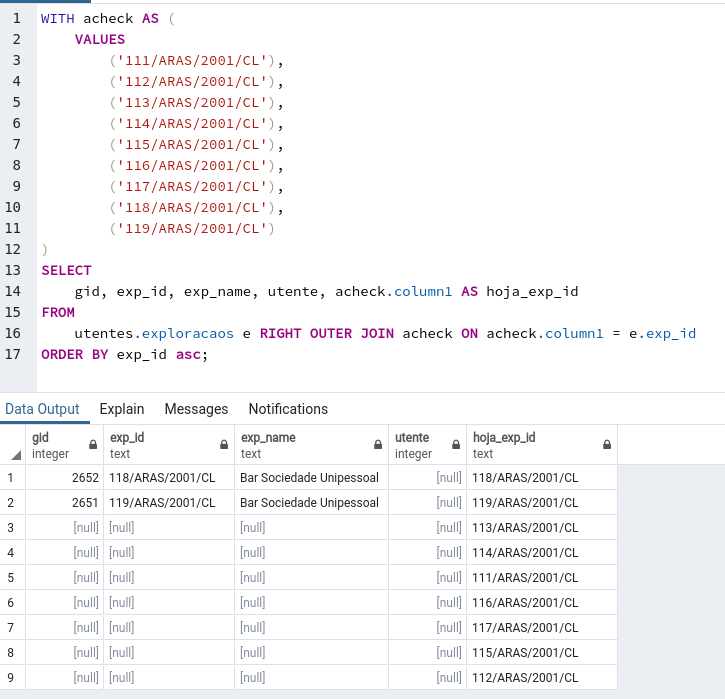 1 WITH acheck AS (
2 VALUES
3 ('111/ARAS/2001/CL'),
4 ('112/ARAS/2001/CL'),
5 ('113/ARAS/2001/CL'),
6 ('114/ARAS/2001/CL'),
7 ('115/ARAS/2001/CL'),
8 ('116/ARAS/2001/CL'),
9 ('117/ARAS/2001/CL'),
10 ('118/ARAS/2001/CL'),
11 ('119/ARAS/2001/CL')
12 )
13 SELECT
14 gid, exp_id, exp_name, utente, acheck.column1 AS hoja_exp_id
15 FROM
16 utentes.exploracaos e RIGHT OUTER JOIN acheck ON acheck.column1 = e.exp_id
17 ORDER BY exp_id asc;
Data Output Explain Messages Notifications
gid exp_id exp_name utente hoja_exp_id
integer text text integer text
1 2652 118/ARAS/2001/CL Bar Sociedade Unipessoal [null] 118/ARAS/2001/CL
2 2651 119/ARAS/2001/CL Bar Sociedade Unipessoal [null] 119/ARAS/2001/CL
3 [null] [null] [null] [null] 113/ARAS/2001/CL
4 [null] [null] [null] [null] 114/ARAS/2001/CL
5 [null] [null] [null] [null] 111/ARAS/2001/CL
6 [null] [null] [null] [null] 116/ARAS/2001/CL
7 [null] [null] [null] [null] 117/ARAS/2001/CL
8 [null] [null] [null] [null] 115/ARAS/2001/CL
9 [null] [null] [null] [null] 112/ARAS/2001/CL